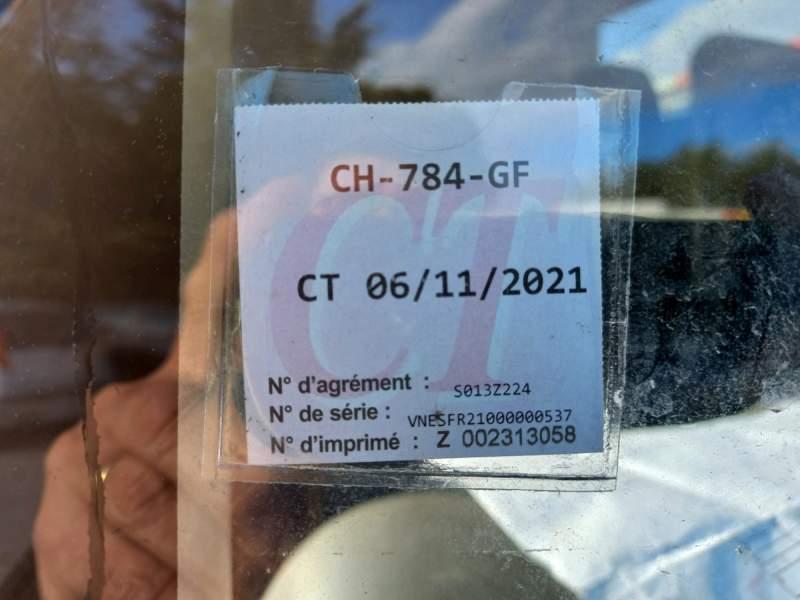 CH-784-GF
CT
CT 06/11/2021
N° d'agrément : S013Z224
N° de série : VNESFR21000000537
N° d'imprimé : Z 002313058